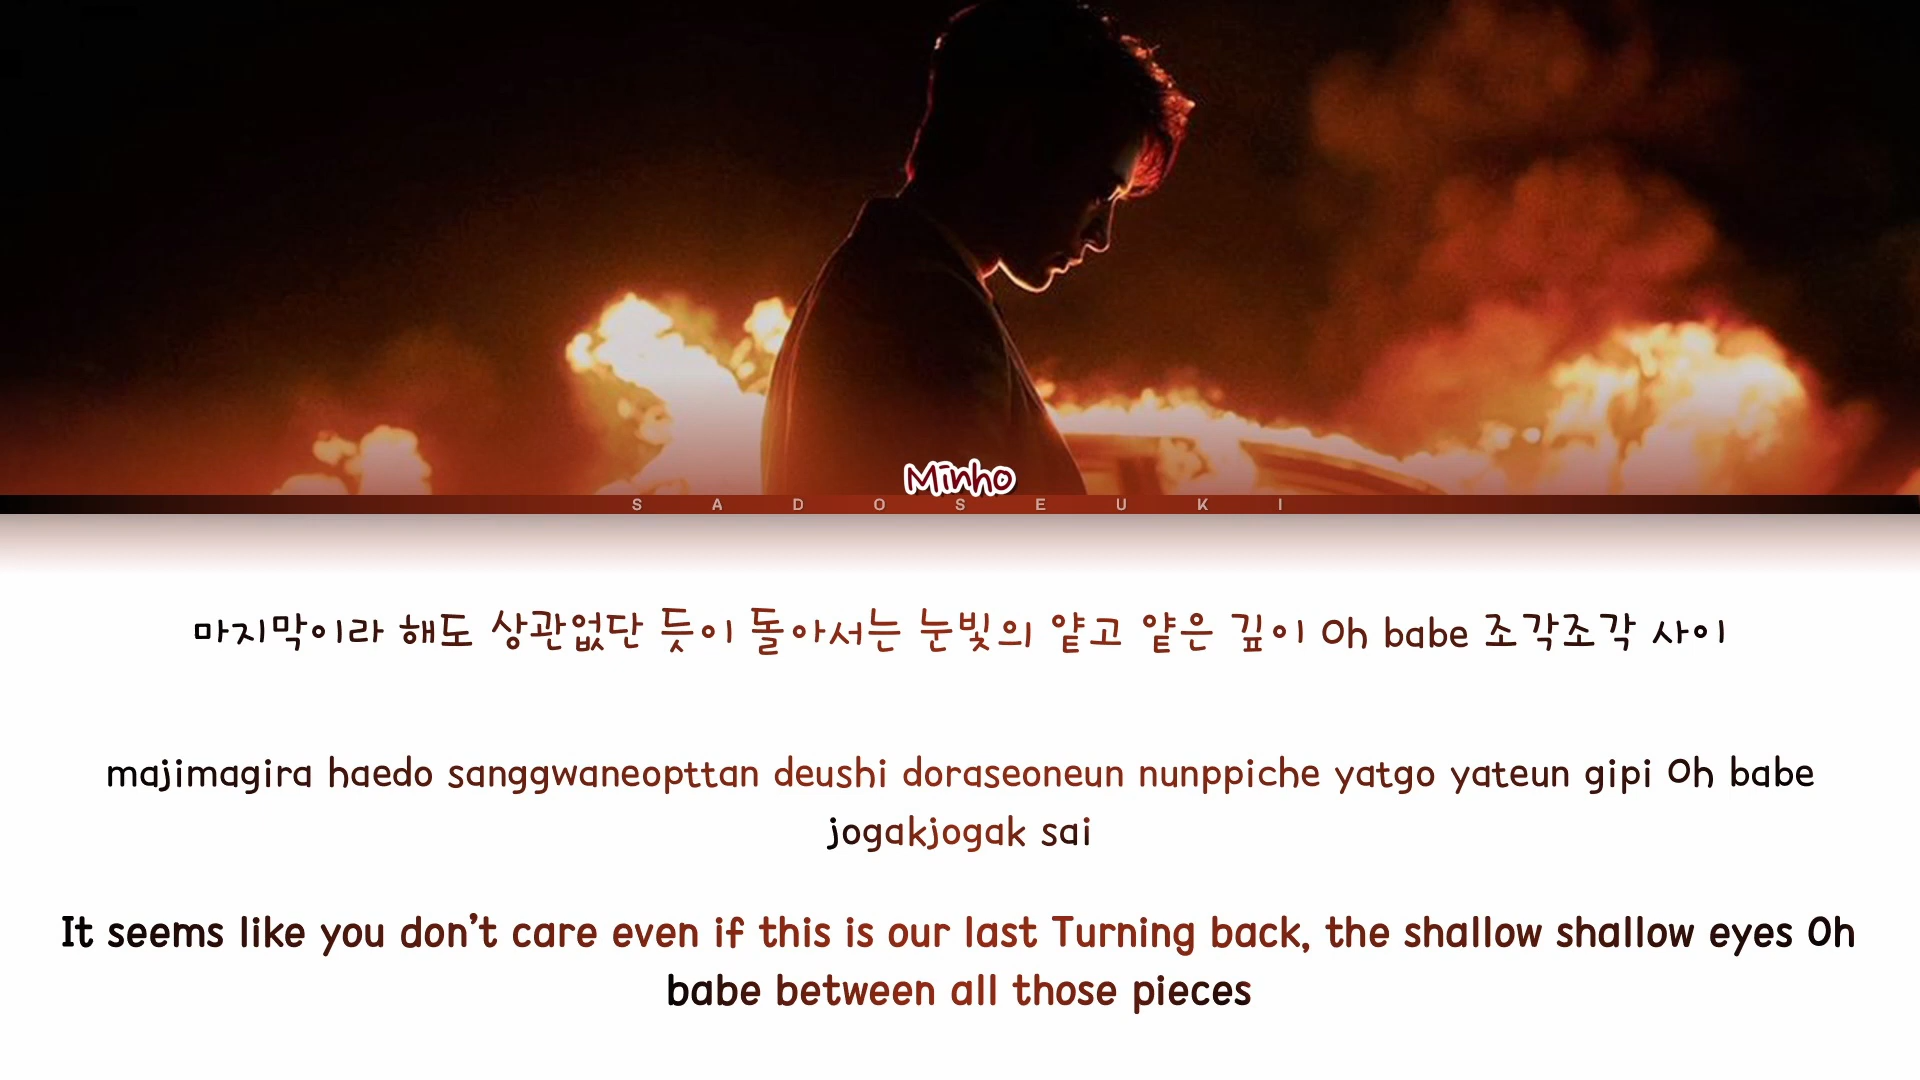 Minho
SADOSEUKI
마지막이라 해도 상관없단 듯이 돌아서는 눈빛의 얕고 얕은 깊이 Oh babe 조각조각 사이
majimagira haedo sanggwaneopttan deushi doraseoneun nunppiche yatgo yateun gipi Oh babe
jogakjogak sai
It seems like you don't care even if this is our last Turning back, the shallow shallow eyes Oh
babe between all those pieces